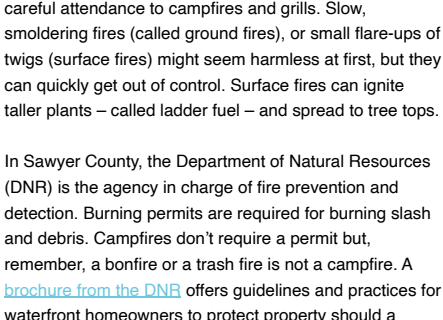 careful attendance to campfires and grills. Slow,
smoldering fires (called ground fires), or small flare-ups of
twigs (surface fires) might seem harmless at first, but they
can quickly get out of control. Surface fires can ignite
taller plants – called ladder fuel – and spread to tree tops.
In Sawyer County, the Department of Natural Resources
(DNR) is the agency in charge of fire prevention and
detection. Burning permits are required for burning slash
and debris. Campfires don’t require a permit but,
remember, a bonfire or a trash fire is not a campfire. A
brochure from the DNR offers guidelines and practices for
waterfront homeowners to protect property should a